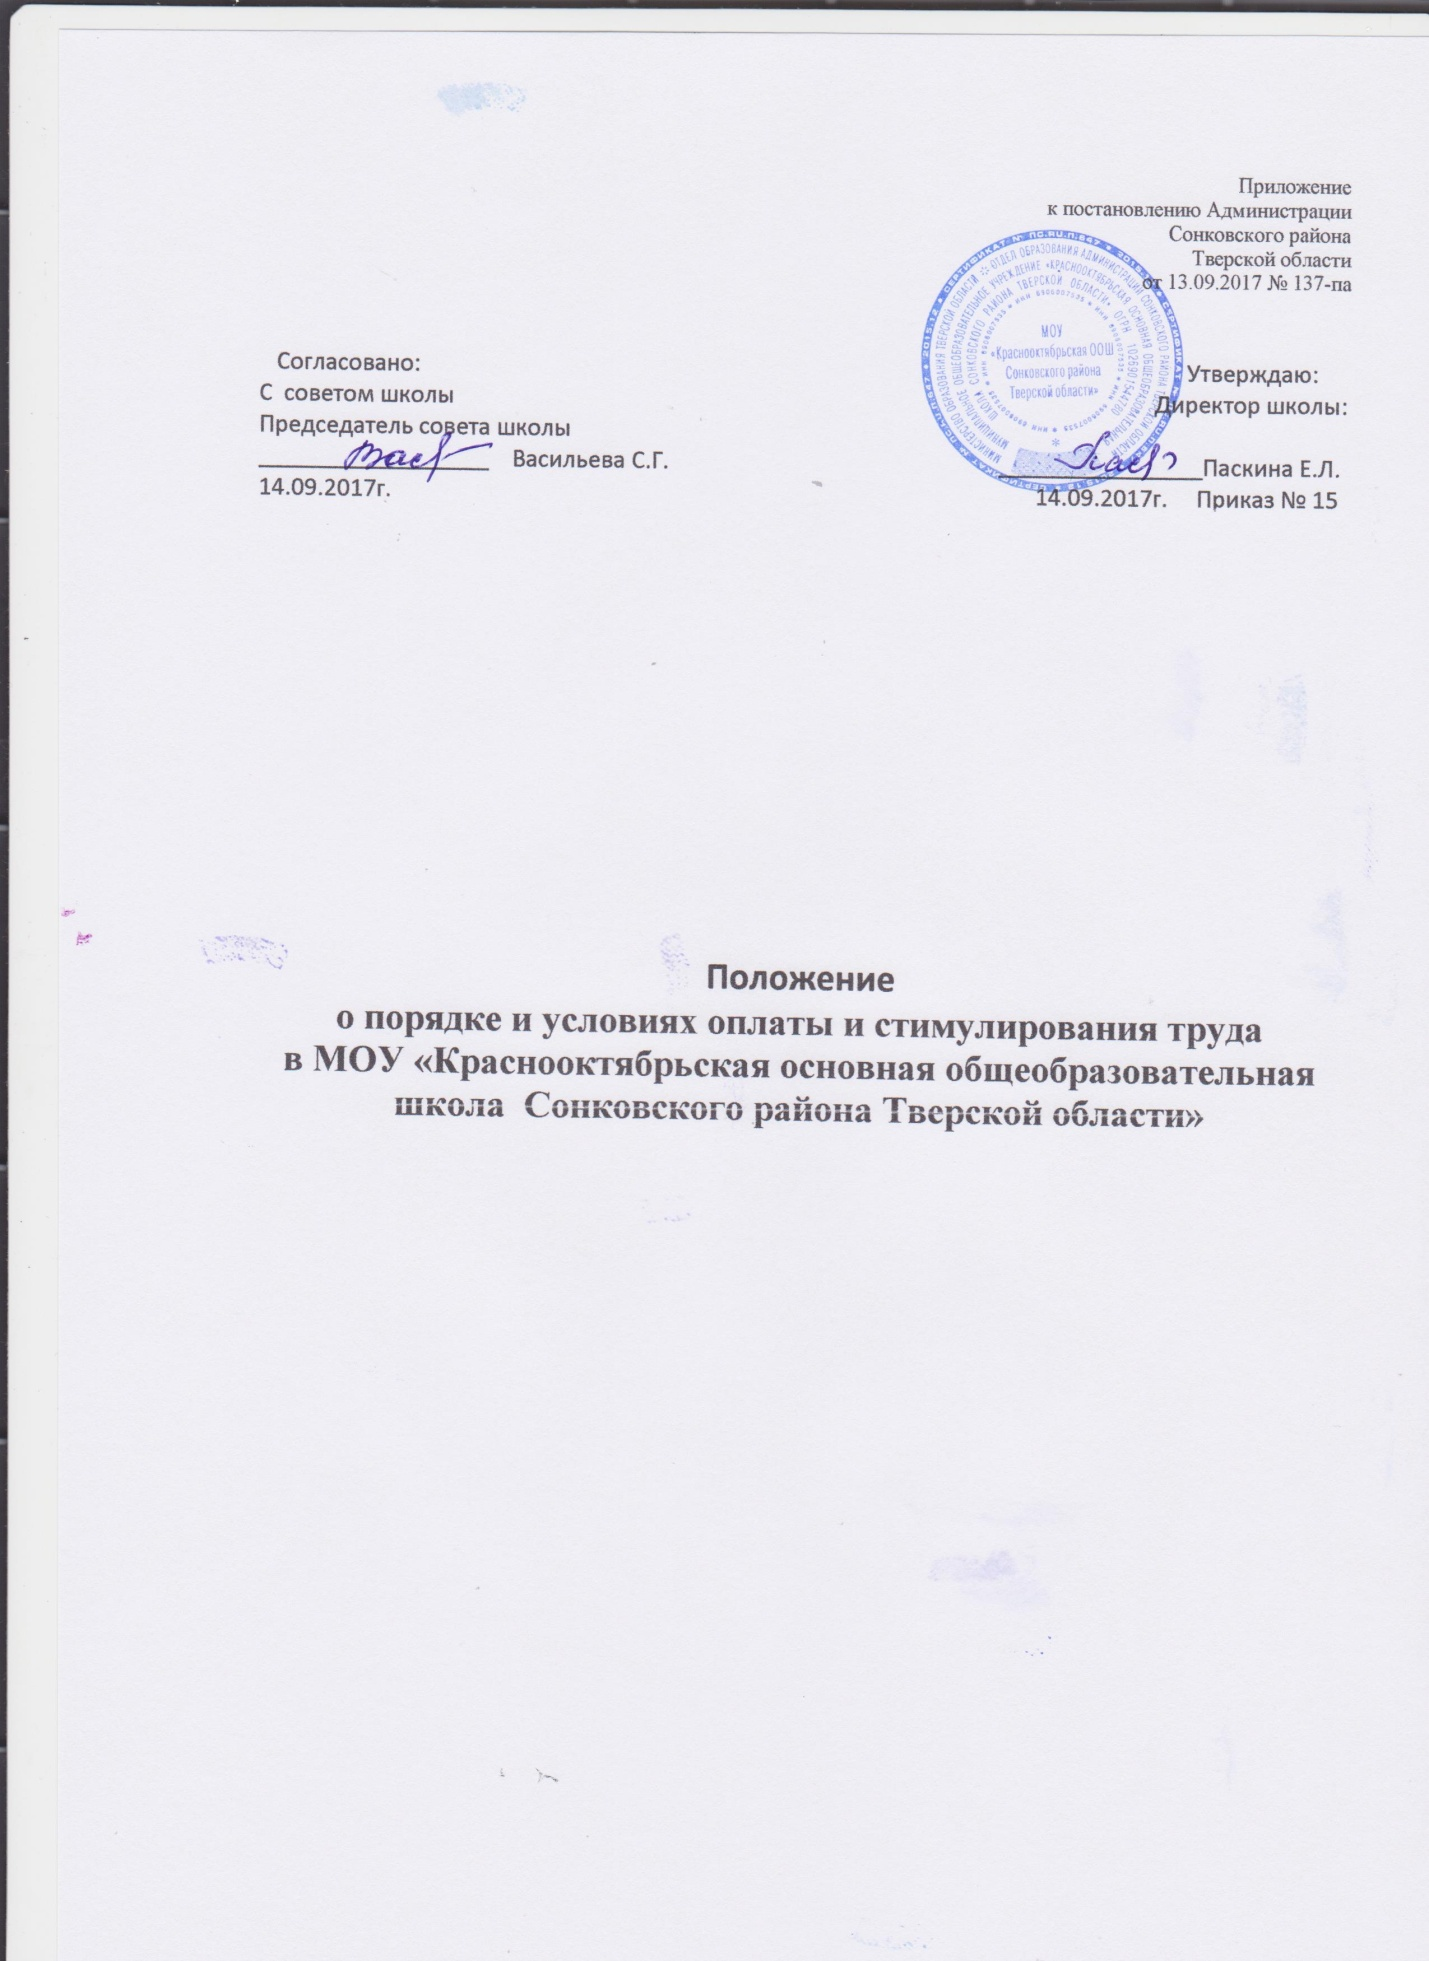 Приложение
к постановлению Администрации
Сонковского района
Тверской области
от 13.09.2017 № 137-па
Согласовано:
С советом школы
Председатель совета школы
Васильева С.Г.
14.09.2017г.
МОУ
«Краснооктябрьская ООШ
Сонковского района
Тверской области»
Утверждаю:
Директор школы:
Паскина Е.Л.
14.09.2017г. Приказ № 15
Положение
о порядке и условиях оплаты и стимулирования труда
в МОУ «Краснооктябрьская основная общеобразовательная
школа Сонковского района Тверской области»